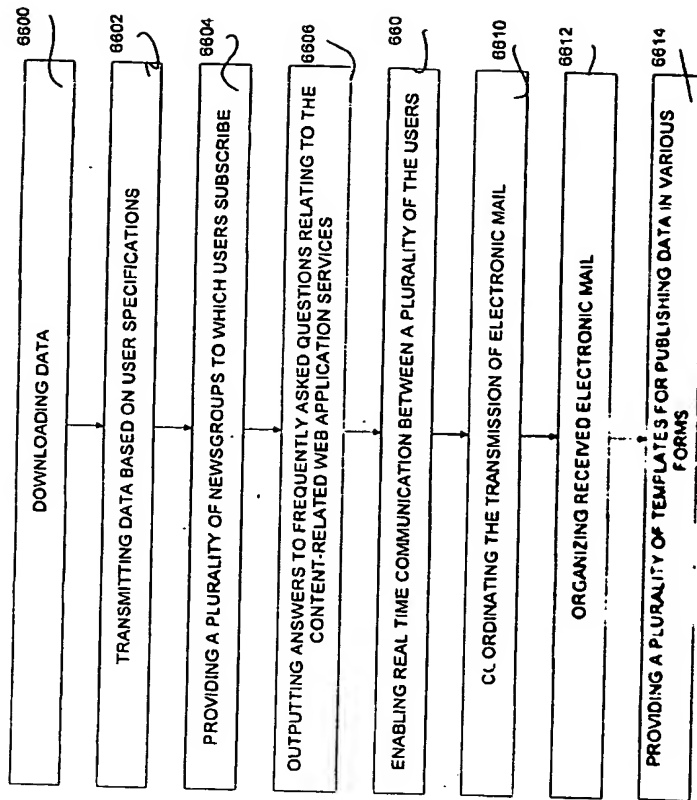 6600
DOWNLOADING DATA
6602
TRANSMITTING DATA BASED ON USER SPECIFICATIONS
6604
PROVIDING A PLURALITY OF NEWSGROUPS TO WHICH USERS SUBSCRIBE
6606
OUTPUTTING ANSWERS TO FREQUENTLY ASKED QUESTIONS RELATING TO THE
CONTENT-RELATED WEB APPLICATION SERVICES
660
ENABLING REAL TIME COMMUNICATION BETWEEN A PLURALITY OF THE USERS
6610
COORDINATING THE TRANSMISSION OF ELECTRONIC MAIL
6612
ORGANIZING RECEIVED ELECTRONIC MAIL
6614
PROVIDING A PLURALITY OF TEMPLATES FOR PUBLISHING DATA IN VARIOUS
FORMS